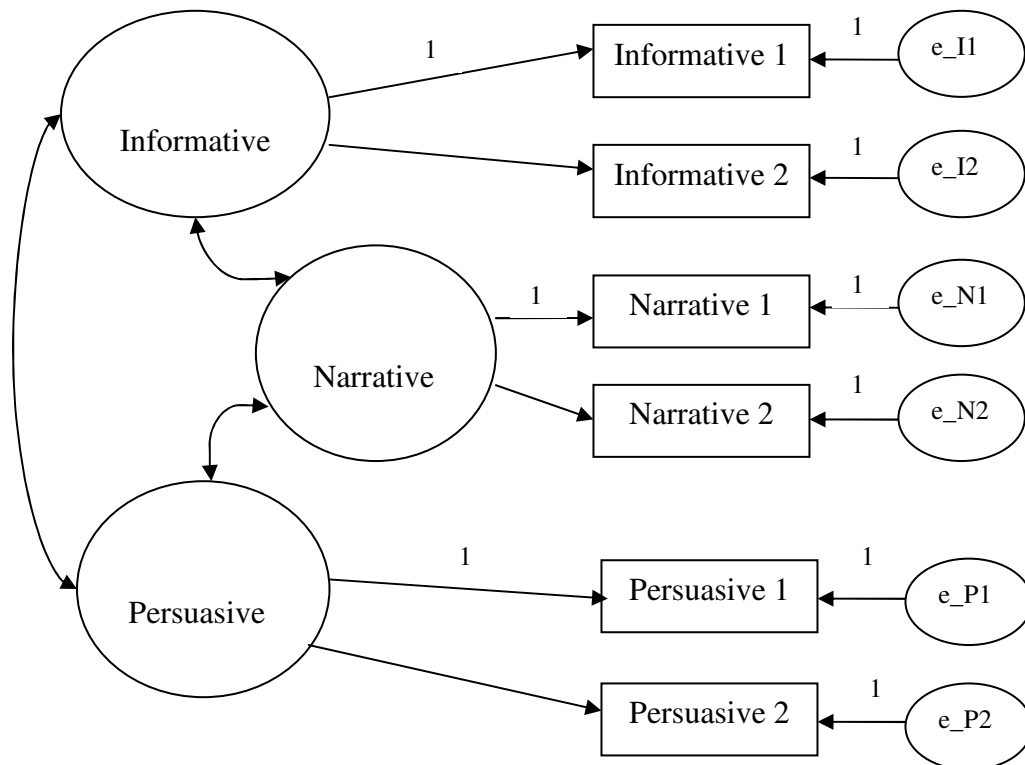 1 Informative 1 1 e_I1
Informative
Informative 2 1 e_I2
1 Narrative 1 1 e_N1
Narrative
Narrative 2 1 e_N2
1 Persuasive 1 1 e_P1
Persuasive
Persuasive 2 1 e_P2